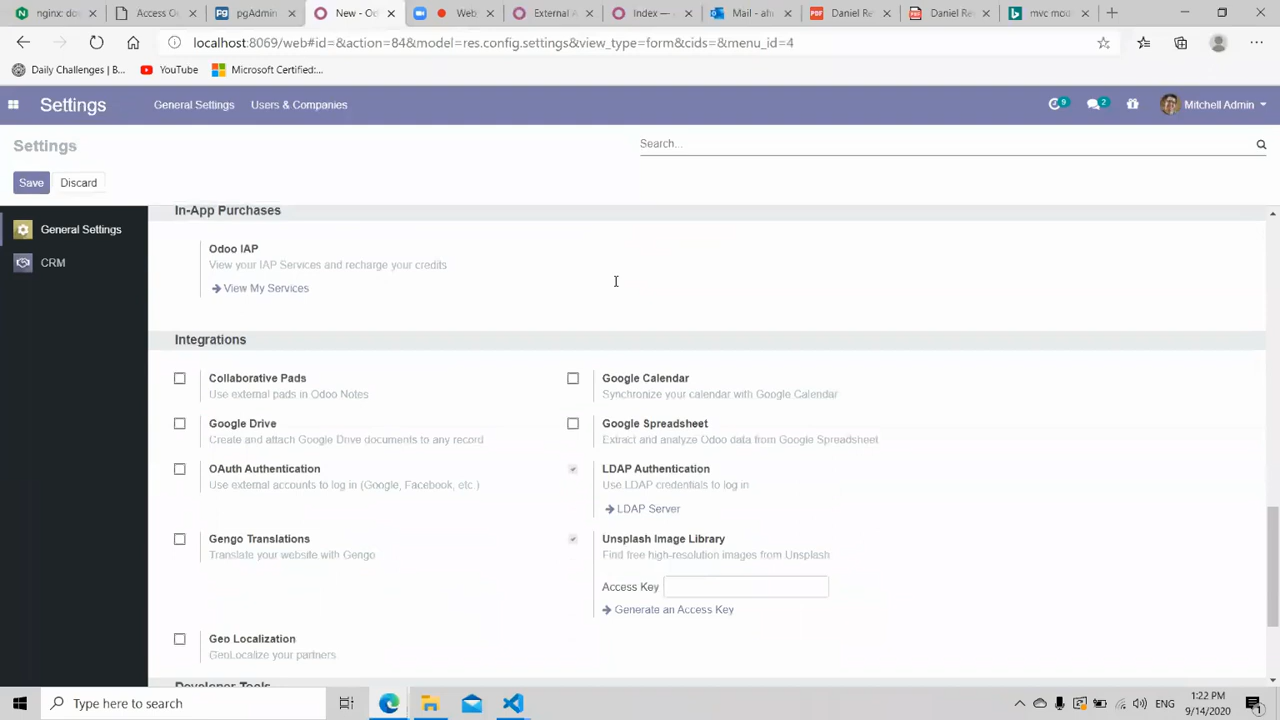 nginx doc
Access O
pgAdmin
New - O
Web
External A
Index —
Mail - afr
PDF Daniel Re
PDF Daniel Re
mvc mod
localhost:8069/web#id=&action=84&model=res.config.settings&view_type=form&cids=&menu_id=4
Daily Challenges | B...
YouTube
Microsoft Certified:...
Settings General Settings Users & Companies 9 2 Mitchell Admin
Settings Search...
Save Discard
General Settings
CRM
In-App Purchases
Odoo IAP
View your IAP Services and recharge your credits
View My Services
Integrations
Collaborative Pads
Use external pads in Odoo Notes
Google Calendar
Synchronize your calendar with Google Calendar
Google Drive
Create and attach Google Drive documents to any record
Google Spreadsheet
Extract and analyze Odoo data from Google Spreadsheet
OAuth Authentication
Use external accounts to log in (Google, Facebook, etc.)
LDAP Authentication
Use LDAP credentials to log in
LDAP Server
Gengo Translations
Translate your website with Gengo
Unsplash Image Library
Find free high-resolution images from Unsplash
Access Key
Generate an Access Key
Geo Localization
GeoLocalize your partners
Developer Tools
Type here to search
ENG
1:22 PM
9/14/2020
1